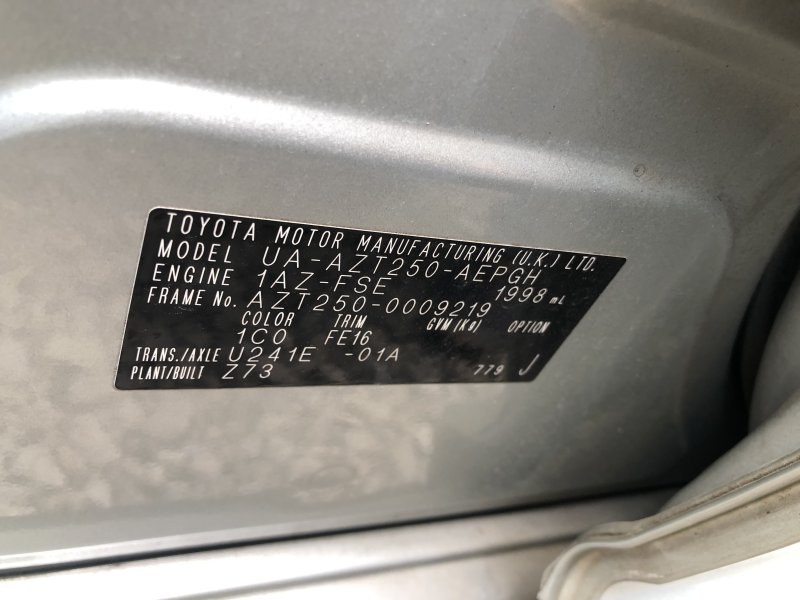 TOYOTA MOTOR MANUFACTURING (U.K.) LTD.
MODEL UA-AZT250-AEPGH
ENGINE 1AZ-FSE 1998 mL
FRAME No. AZT250-0009219
COLOR TRIM GVM (Kg) OPTION
1C0 FE16
TRANS./AXLE U241E -01A
PLANT/BUILT Z73 779 J